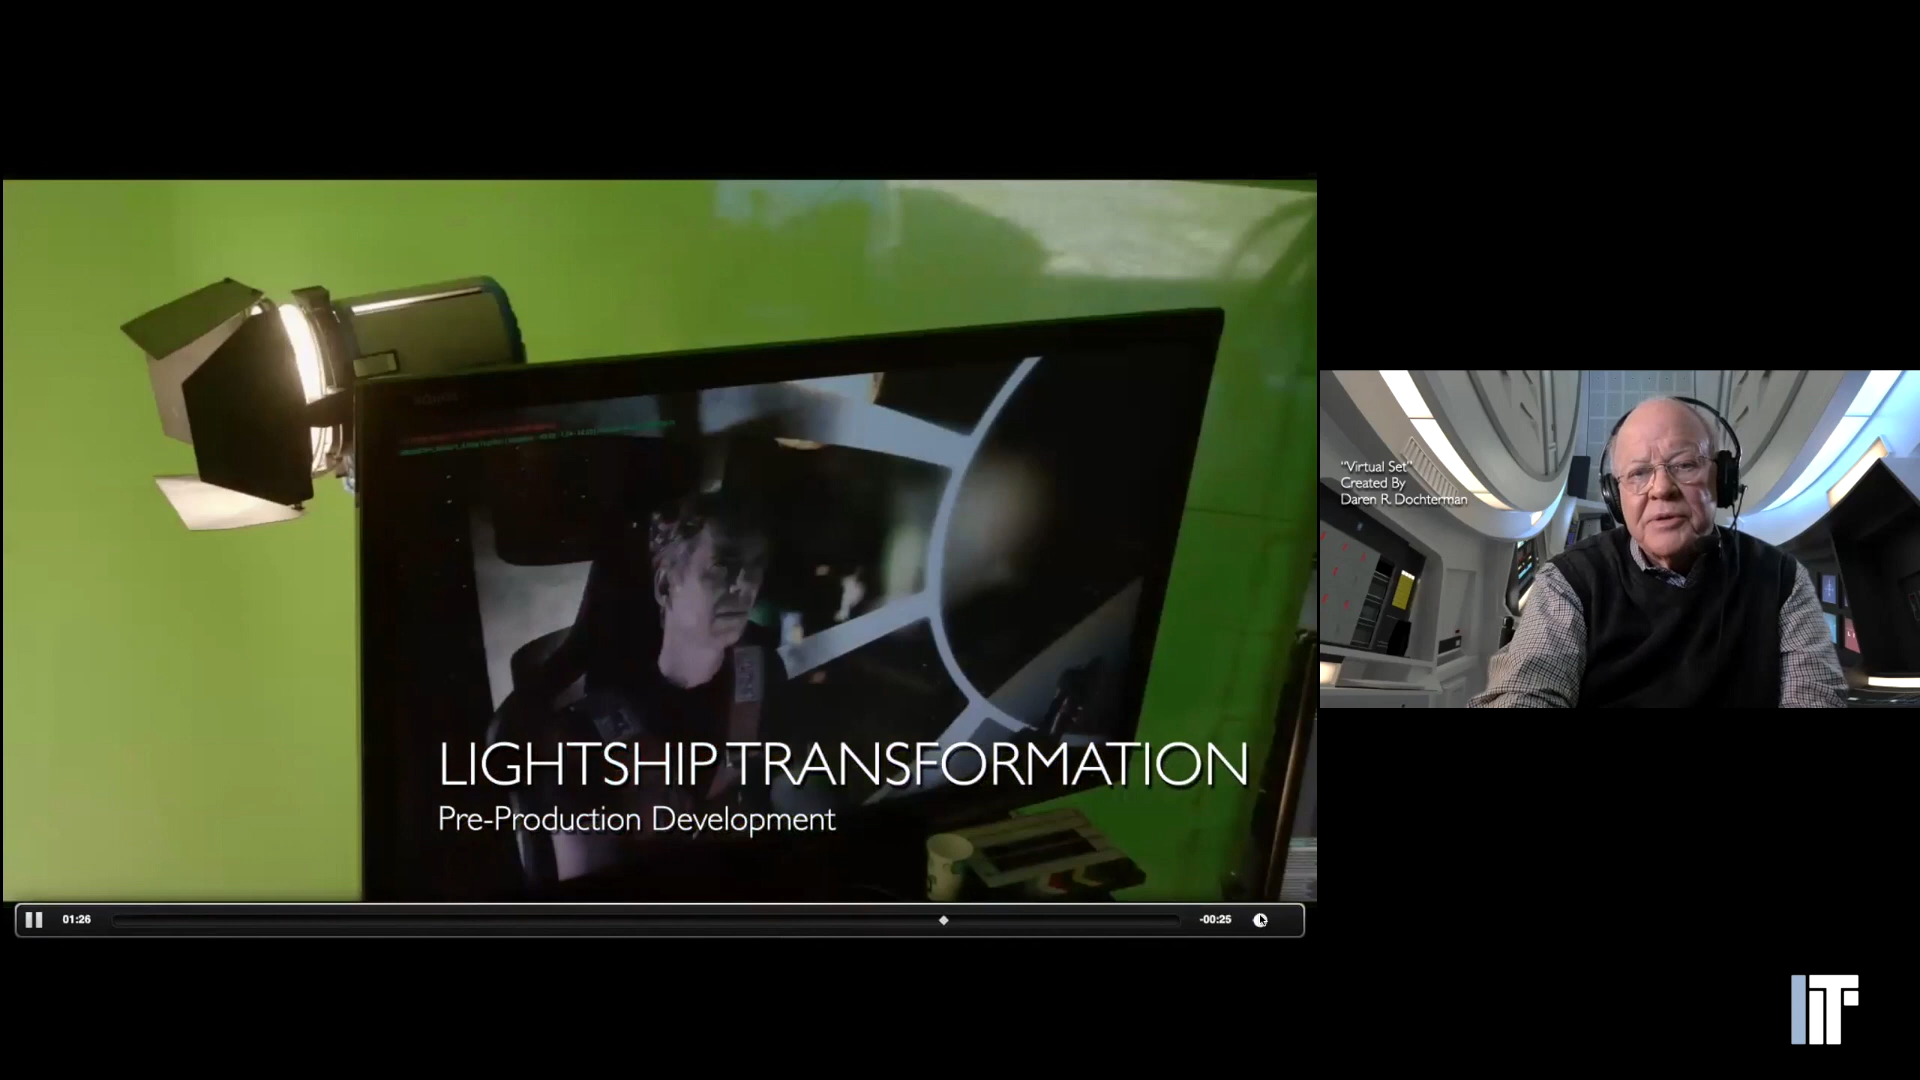 LIGHTSHIP TRANSFORMATION
Pre-Production Development
01:26
-00:25
"Virtual Set"
Created By
Daren R. Dochterman